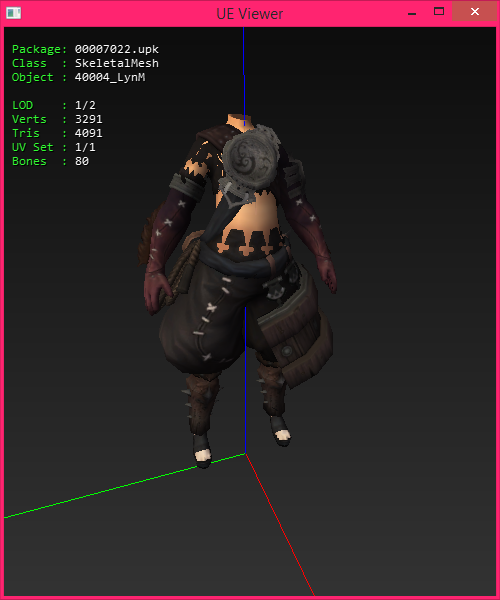 UE Viewer
Package: 00007022.upk
Class : SkeletalMesh
Object : 40004_LynM
LOD : 1/2
Verts : 3291
Tris : 4091
UV Set : 1/1
Bones : 80